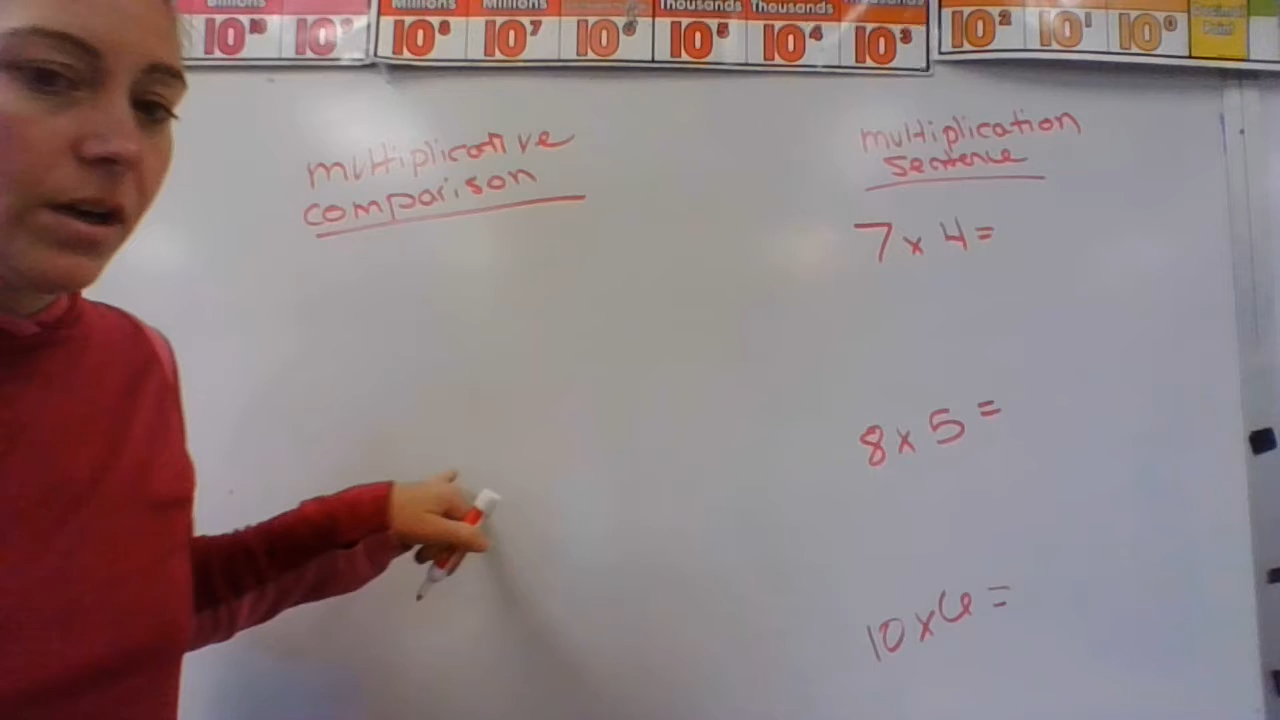 Billions
Millions Millions
Thousands Thousands
10¹⁰ 10⁹ 10⁸ 10⁷ 10⁶ 10⁵ 10⁴ 10³ 10² 10¹ 10⁰
Decimal
Point
multiplicative
comparison
multiplication
sentence
7 x 4 =
8 x 5 =
10 x 6 =